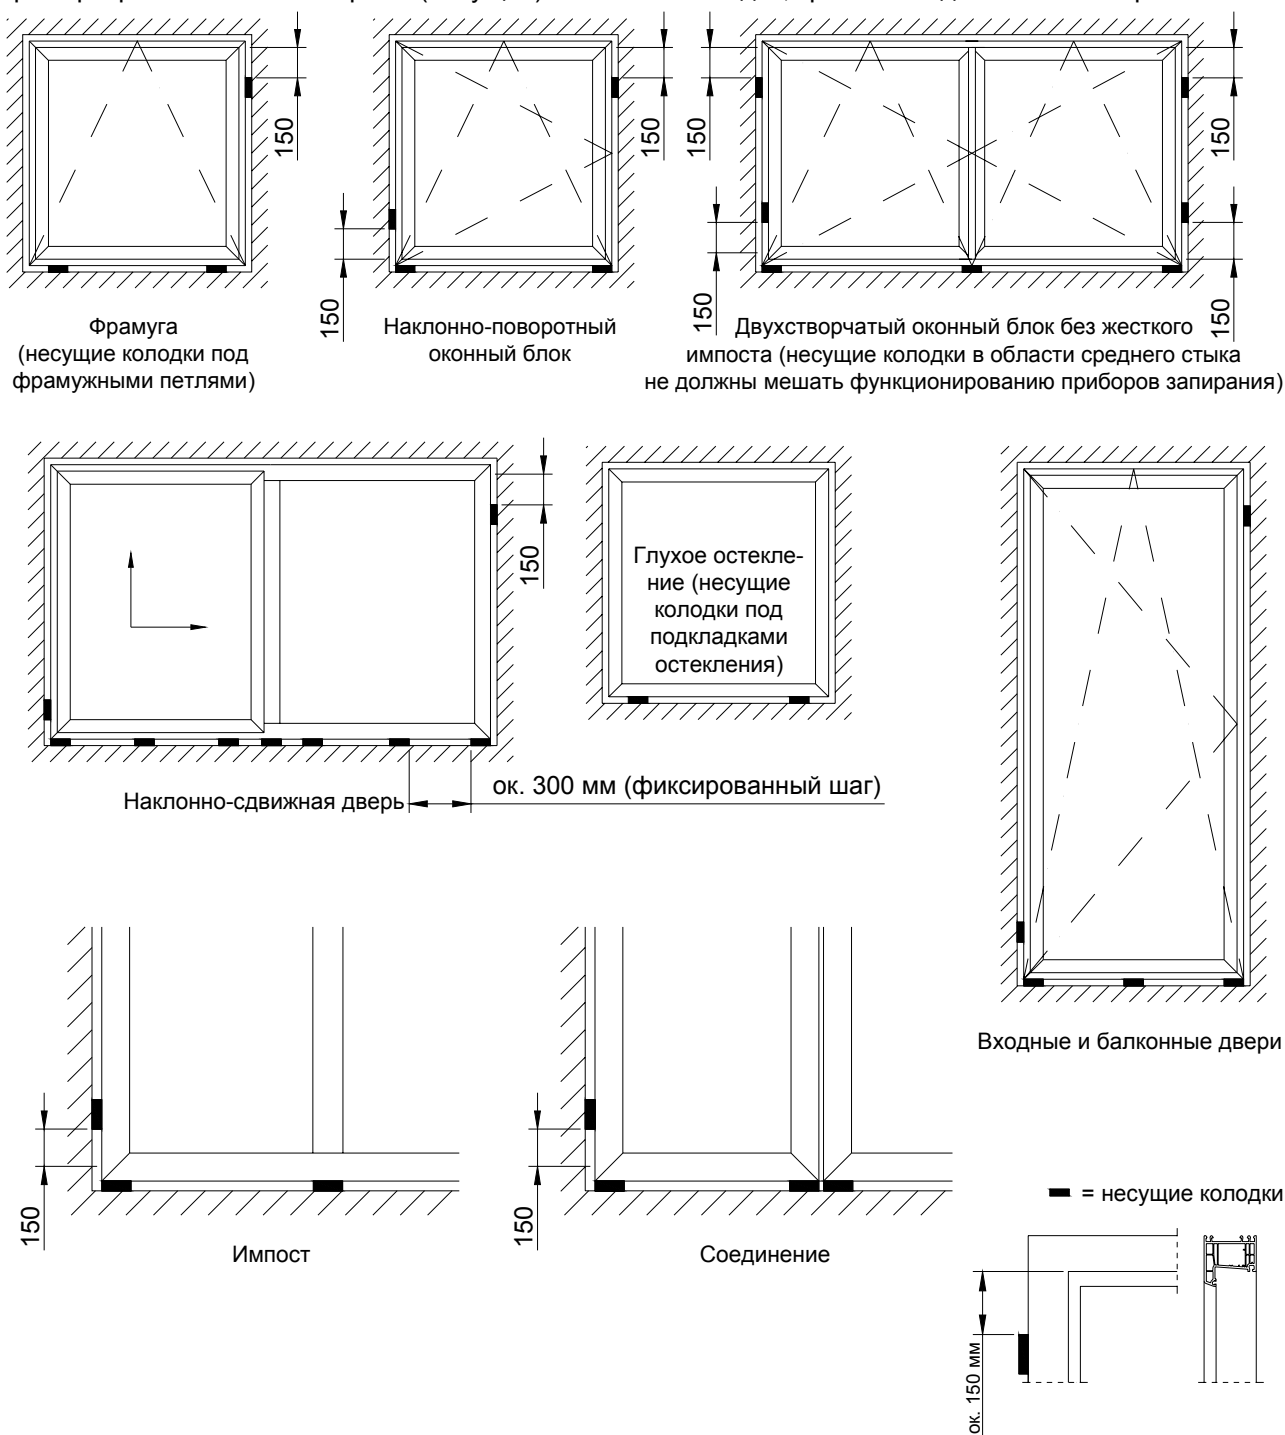 150
150
150
150
150
150
150
150
Фрамуга
(несущие колодки под
фрамужными петлями)
Наклонно-поворотный
оконный блок
Двухстворчатый оконный блок без жесткого
импоста (несущие колодки в области среднего стыка
не должны мешать функционированию приборов запирания)
150
Глухое остекле-
ние (несущие
колодки под
подкладками
остекления)
Наклонно-сдвижная дверь
ок. 300 мм (фиксированный шаг)
Входные и балконные двери
150
Импост
150
Соединение
= несущие колодки
ок. 150 мм